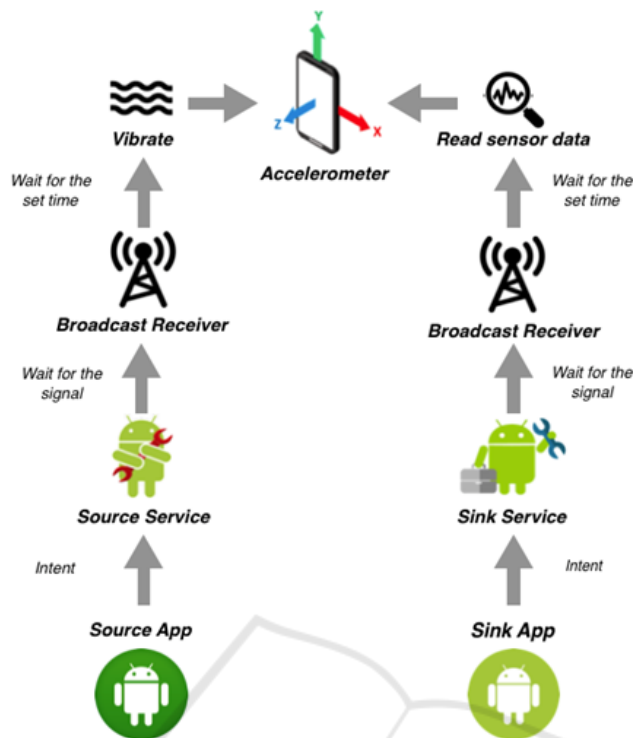 Y
Z
X
Vibrate
Accelerometer
Read sensor data
Wait for the
set time
Wait for the
set time
Broadcast Receiver
Broadcast Receiver
Wait for the
signal
Wait for the
signal
Source Service
Sink Service
Intent
Intent
Source App
Sink App